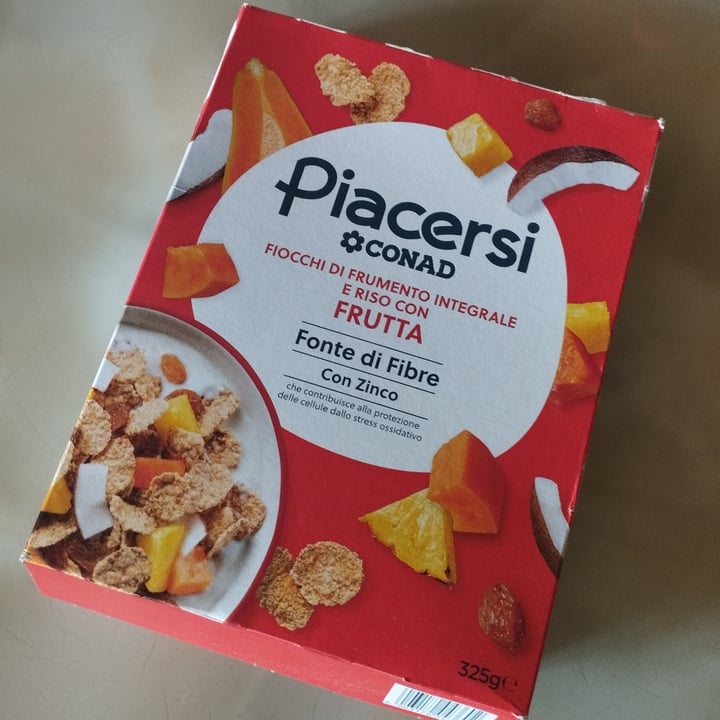 Piacersi
CONAD
FIOCCHI DI FRUMENTO INTEGRALE
E RISO CON
FRUTTA
Fonte di Fibre
Con Zinco
che contribuisce alla protezione
delle cellule dallo stress ossidativo
325g℮